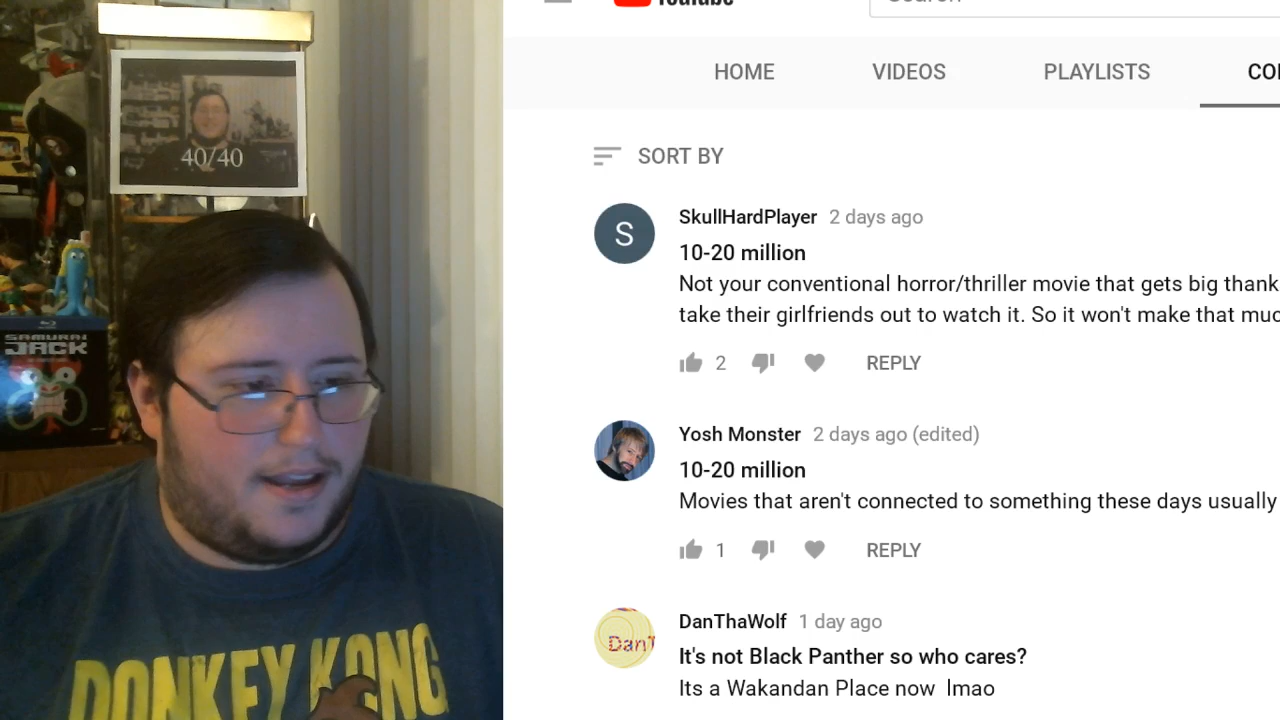 YouTube
Search
HOME VIDEOS PLAYLISTS
SORT BY
40/40
SkullHardPlayer 2 days ago
10-20 million
Not your conventional horror/thriller movie that gets big thank
take their girlfriends out to watch it. So it won't make that muc
2 REPLY
S
Yosh Monster 2 days ago (edited)
10-20 million
Movies that aren't connected to something these days usually
1 REPLY
DanThaWolf 1 day ago
DanT
It's not Black Panther so who cares?
Its a Wakandan Place now lmao
SAMURAI
JACK
DONKEY KONG